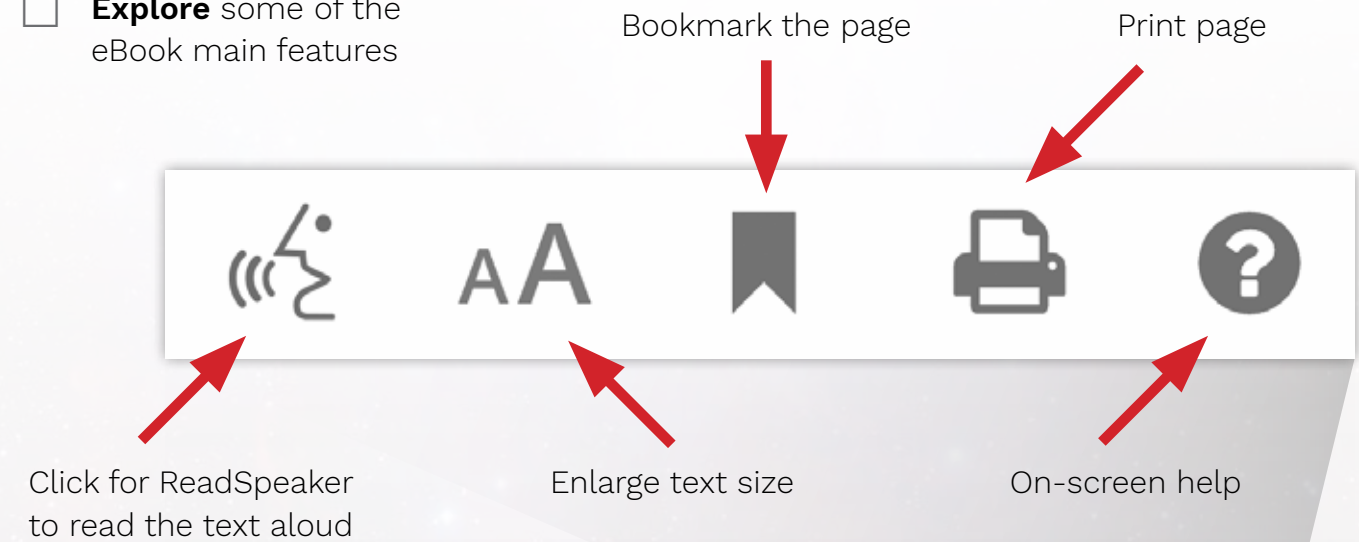 Explore some of the
eBook main features
Bookmark the page
Print page
AA
Click for ReadSpeaker
to read the text aloud
Enlarge text size
On-screen help